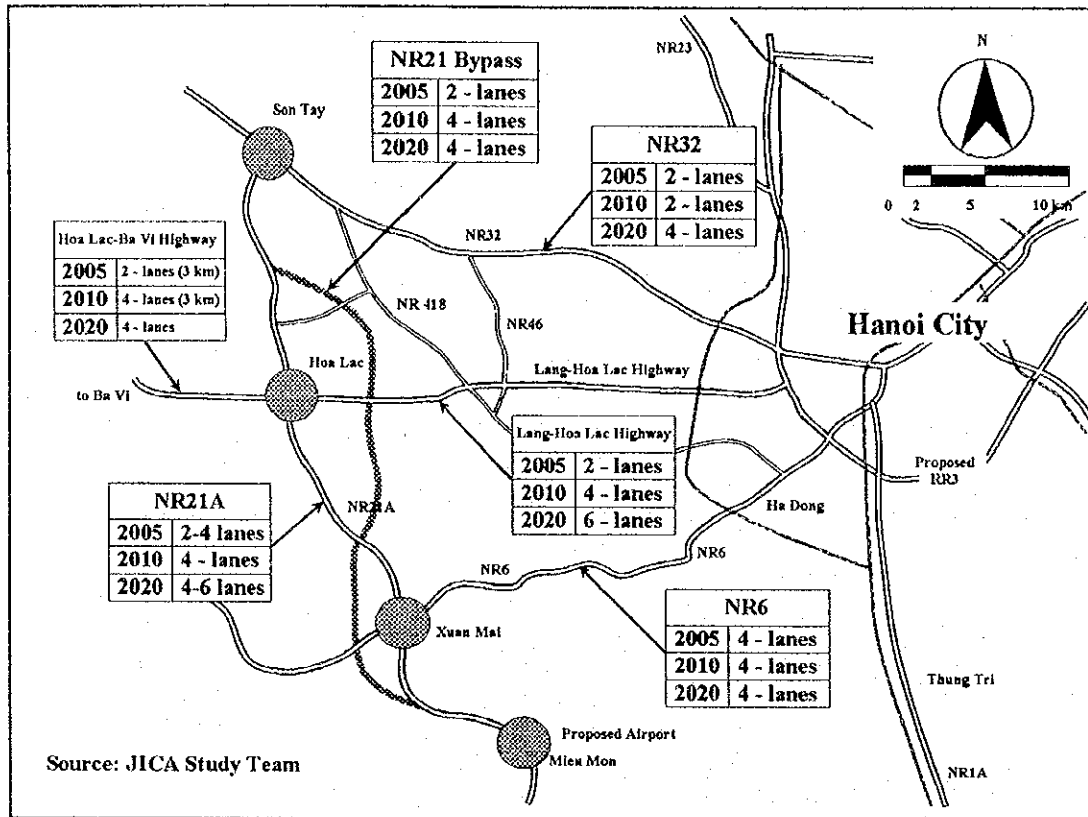 NR21 Bypass
2005 2 - lanes
2010 4 - lanes
2020 4 - lanes
NR23
N
0 2 5 10 km
Son Tay
NR32
2005 2 - lanes
2010 2 - lanes
2020 4 - lanes
Hoa Lac-Ba Vi Highway
2005 2 - lanes (3 km)
2010 4 - lanes (3 km)
2020 4 - lanes
NR32
NR 418
NR46
Hanoi City
Hoa Lac
Lang-Hoa Lac Highway
to Ba Vi
Lang-Hoa Lac Highway
2005 2 - lanes
2010 4 - lanes
2020 6 - lanes
Proposed
RR3
NR21A
2005 2-4 lanes
2010 4 - lanes
2020 4-6 lanes
NR21A
Ha Dong
NR6
NR6
Xuan Mai
NR6
2005 4 - lanes
2010 4 - lanes
2020 4 - lanes
Thung Tri
Proposed Airport
Mieu Mon
NR1A
Source: JICA Study Team